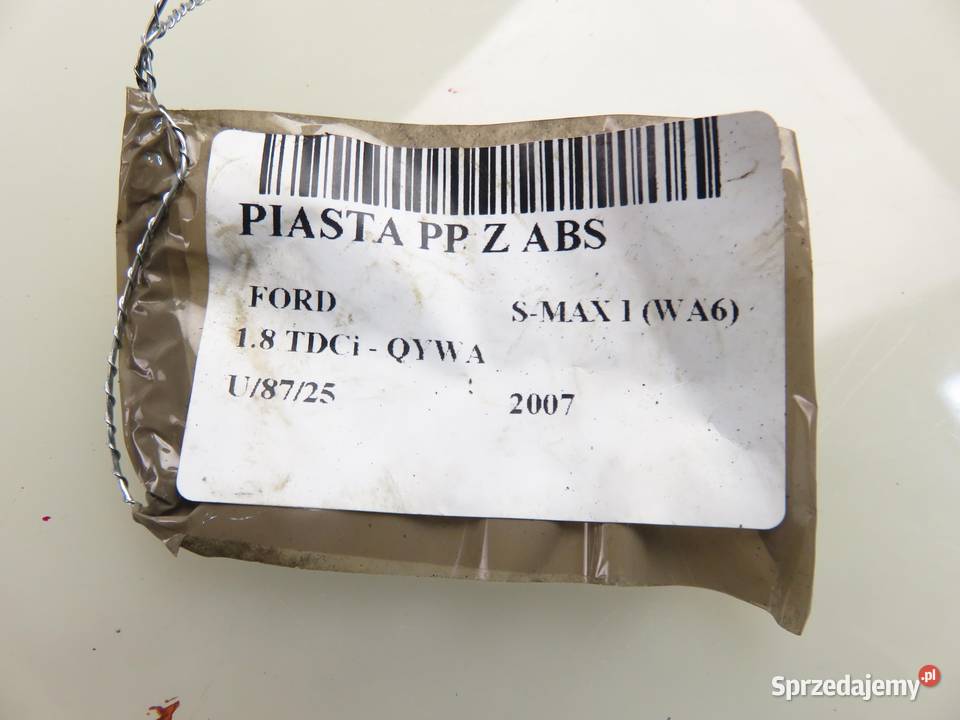 PIASTA PP Z ABS
FORD S-MAX I (WA6)
1.8 TDCi - QYWA
U/87/25 2007
Sprzedajemy.pl